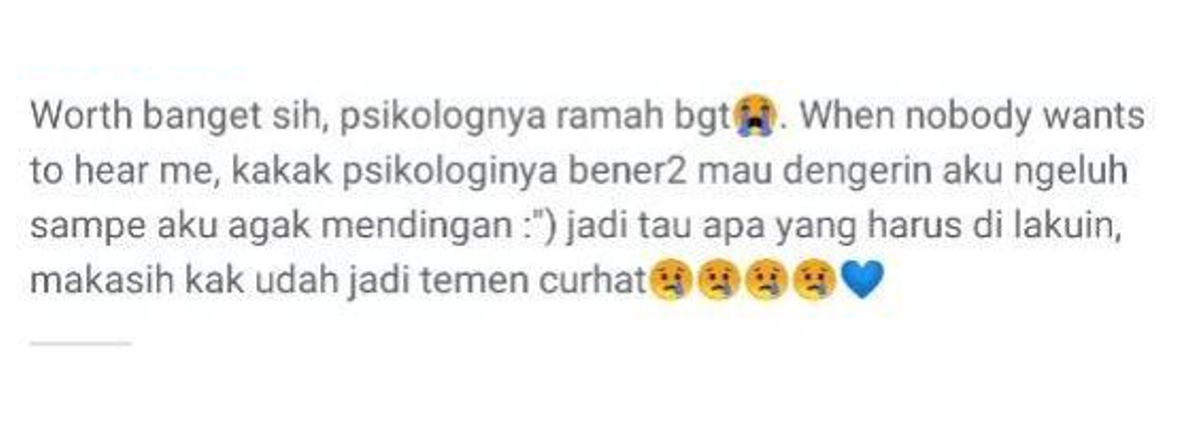 Worth banget sih, psikolognya ramah bgt😭. When nobody wants
to hear me, kakak psikologinya bener2 mau dengerin aku ngeluh
sampe aku agak mendingan :") jadi tau apa yang harus di lakuin,
makasih kak udah jadi temen curhat😢😢😢😢💙